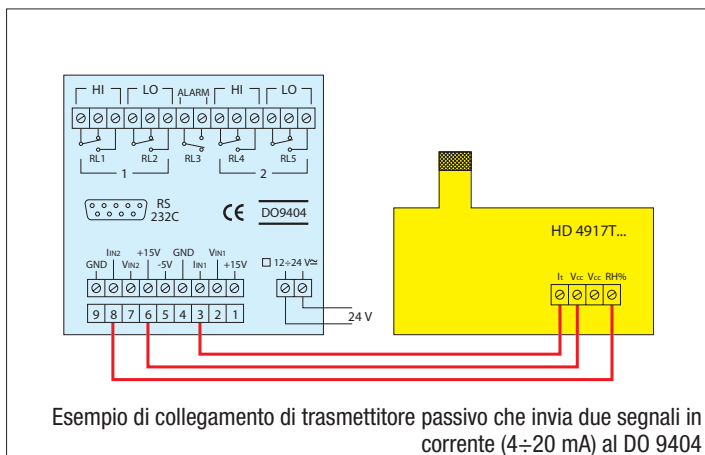 HI LO ALARM HI LO
RL1 RL2 RL3 RL4 RL5
1 2
RS
232C
CE DO9404
HD 4917T...
IIN2 +15V GND VIN1
GND VIN2 -5V IIN1 +15V
12÷24 V≃
It Vcc Vcc RH%
9 8 7 6 5 4 3 2 1
24 V
Esempio di collegamento di trasmettitore passivo che invia due segnali in
corrente (4÷20 mA) al DO 9404